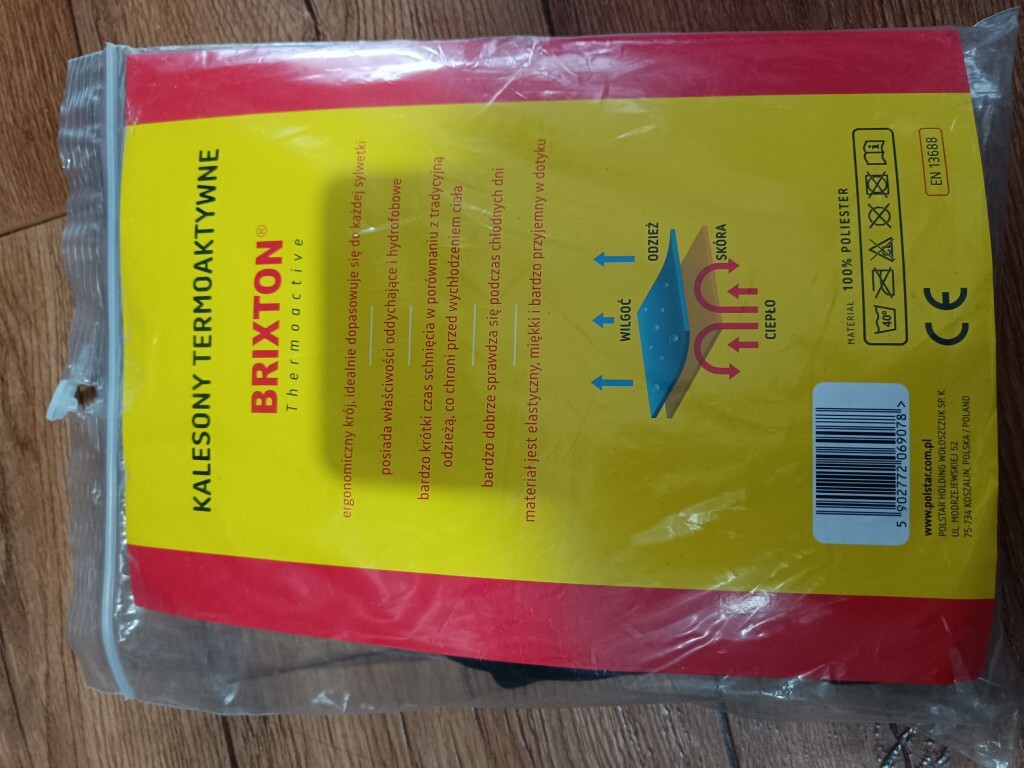 KALESONY TERMOAKTYWNE
BRIXTON®
Thermoactive
ergonomiczny krój, idealnie dopasowuje się do każdej sylwetki
posiada właściwości oddychające i hydrofobowe
bardzo krótki czas schnięcia w porównaniu z tradycyjną
odzieżą, co chroni przed wychłodzeniem ciała
bardzo dobrze sprawdza się podczas chłodnych dni
materiał jest elastyczny, miękki i bardzo przyjemny w dotyku
WILGOĆ
ODZIEŻ
SKÓRA
CIEPŁO
MATERIAŁ 100% POLIESTER
40°
CE
EN 13688
5 902772 069078 >
www.polstar.com.pl
POLSTAR HOLDING WOŁOSZCZUK SP. K
UL. MODRZEJEWSKIEJ 52
75-734 KOSZALIN, POLSKA / POLAND